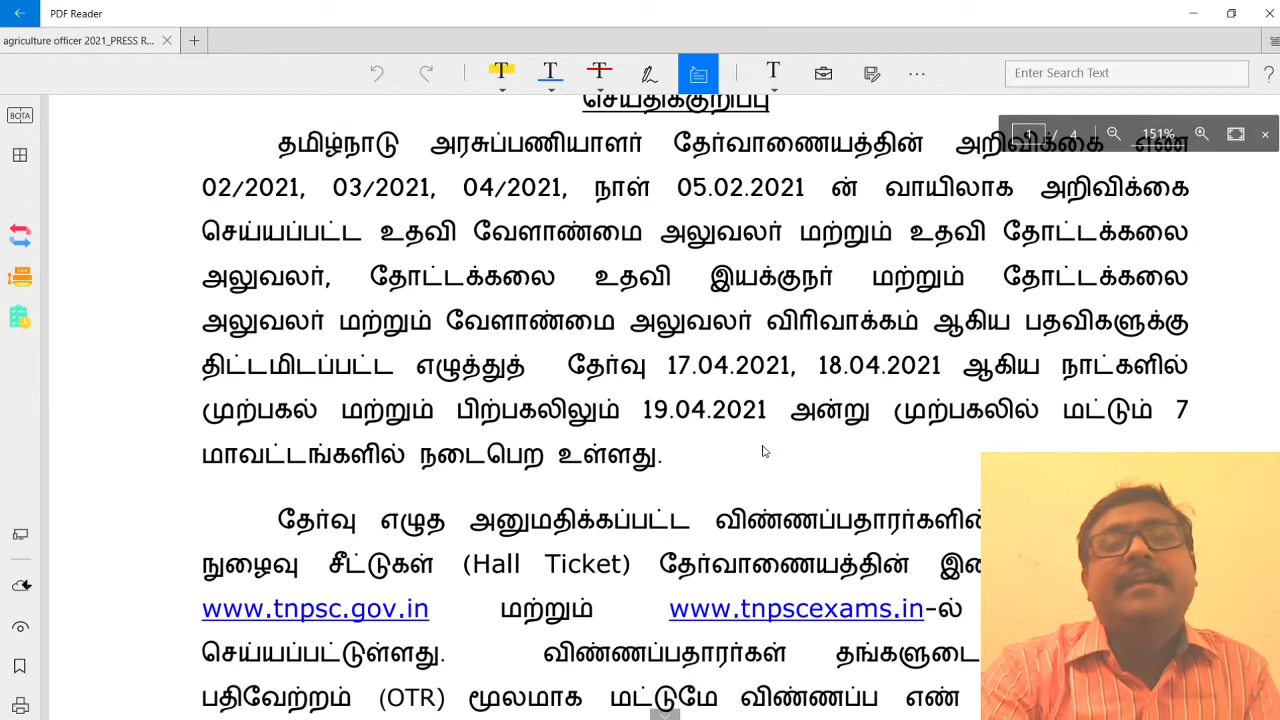 PDF Reader
agriculture officer 2021_PRESS R...
Enter Search Text
BOTA
செய்திக்குறிப்பு
1 / 4 151%
தமிழ்நாடு அரசுப்பணியாளர் தேர்வாணையத்தின் அறிவிக்கை எண்
02/2021, 03/2021, 04/2021, நாள் 05.02.2021 ன் வாயிலாக அறிவிக்கை
செய்யப்பட்ட உதவி வேளாண்மை அலுவலர் மற்றும் உதவி தோட்டக்கலை
அலுவலர், தோட்டக்கலை உதவி இயக்குநர் மற்றும் தோட்டக்கலை
அலுவலர் மற்றும் வேளாண்மை அலுவலர் விரிவாக்கம் ஆகிய பதவிகளுக்கு
திட்டமிடப்பட்ட எழுத்துத் தேர்வு 17.04.2021, 18.04.2021 ஆகிய நாட்களில்
முற்பகல் மற்றும் பிற்பகலிலும் 19.04.2021 அன்று முற்பகலில் மட்டும் 7
மாவட்டங்களில் நடைபெற உள்ளது.
தேர்வு எழுத அனுமதிக்கப்பட்ட விண்ணப்பதாரர்களின்
நுழைவு சீட்டுகள் (Hall Ticket) தேர்வாணையத்தின்
www.tnpsc.gov.in மற்றும் www.tnpscexams.in-ல்
செய்யப்பட்டுள்ளது. விண்ணப்பதாரர்கள்
பதிவேற்றம் (OTR) மூலமாக மட்டுமே விண்ணப்ப எண்